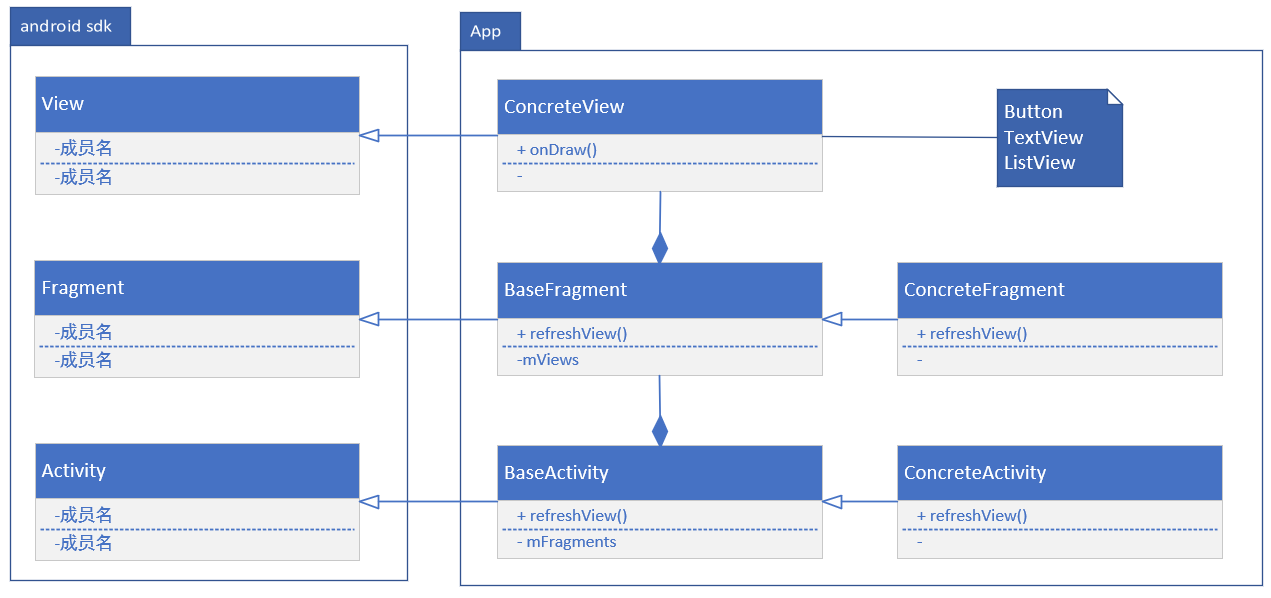 android sdk
View
-成员名
-成员名
Fragment
-成员名
-成员名
Activity
-成员名
-成员名
App
ConcreteView
+ onDraw()
-
Button
TextView
ListView
BaseFragment
+ refreshView()
-mViews
ConcreteFragment
+ refreshView()
-
BaseActivity
+ refreshView()
- mFragments
ConcreteActivity
+ refreshView()
-